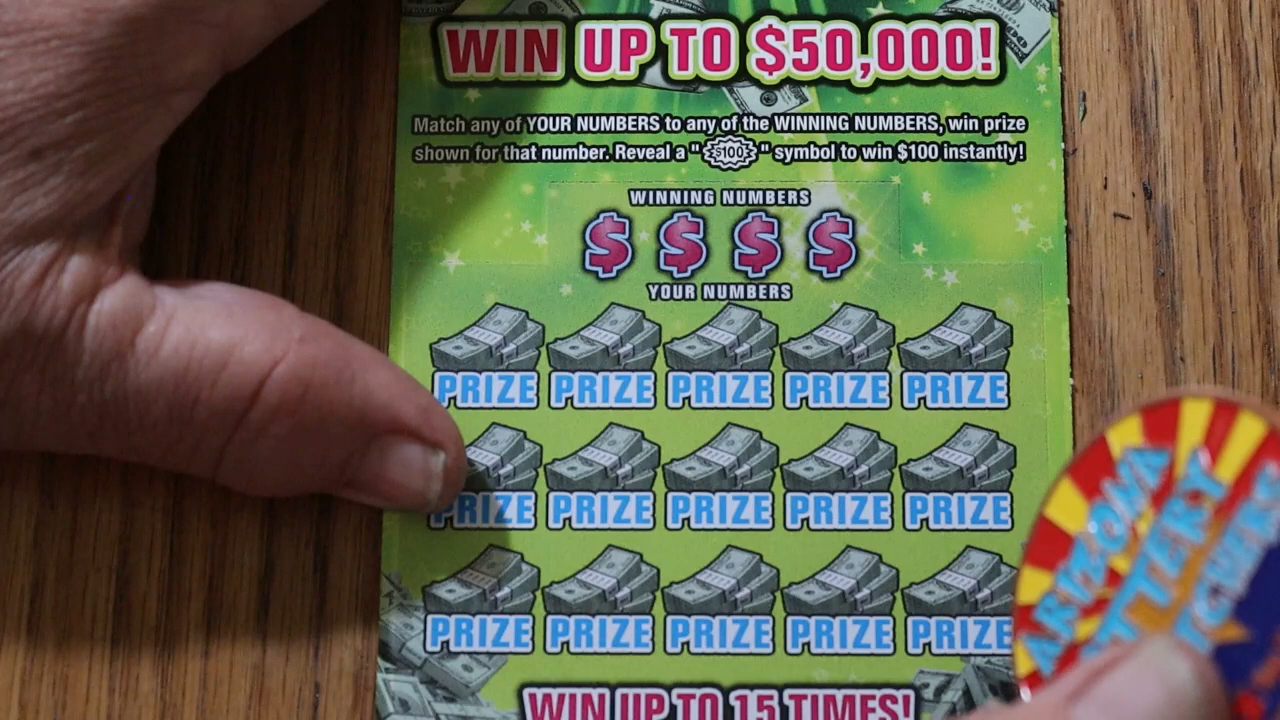 WIN UP TO $50,000!
Match any of YOUR NUMBERS to any of the WINNING NUMBERS, win prize
shown for that number. Reveal a "$100" symbol to win $100 instantly!
WINNING NUMBERS
$ $ $ $
YOUR NUMBERS
PRIZE PRIZE PRIZE PRIZE PRIZE
PRIZE PRIZE PRIZE PRIZE PRIZE
PRIZE PRIZE PRIZE PRIZE PRIZE
WIN UP TO 15 TIMES!
ARIZONA